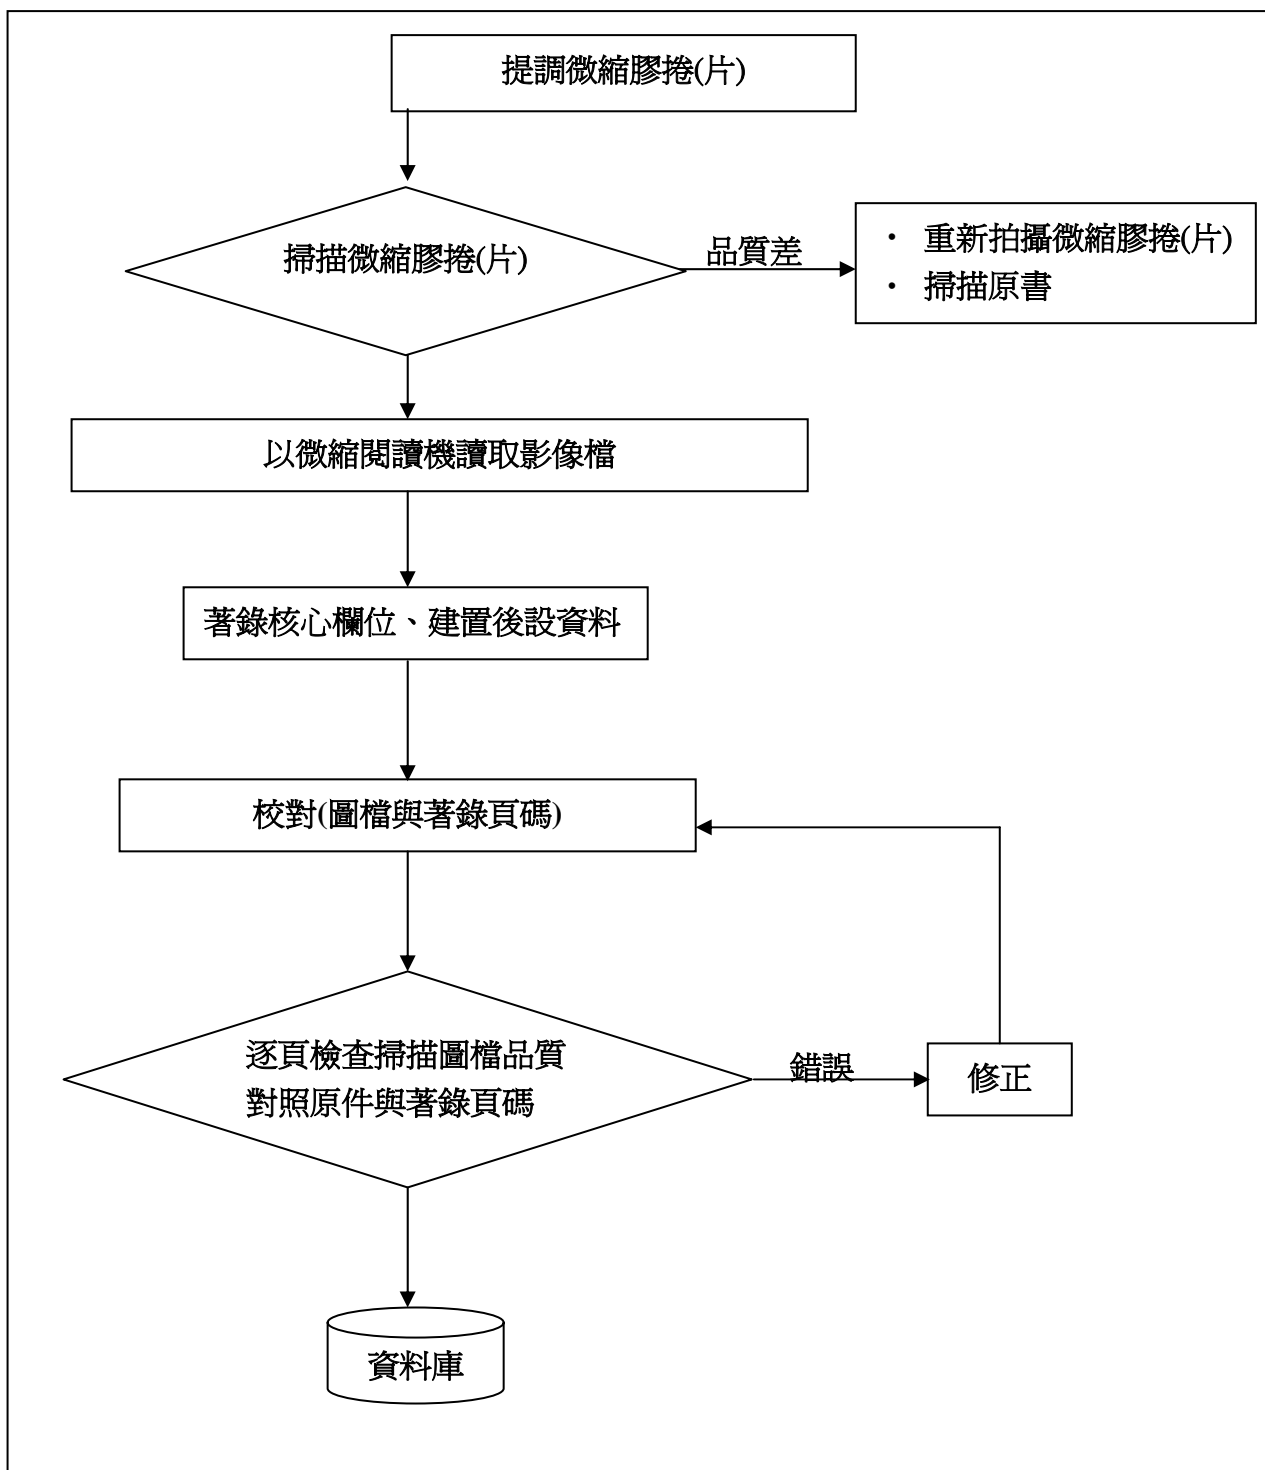 提調微縮膠捲(片)
掃描微縮膠捲(片)
品質差
· 重新拍攝微縮膠捲(片)
· 掃描原書
以微縮閱讀機讀取影像檔
著錄核心欄位、建置後設資料
校對(圖檔與著錄頁碼)
逐頁檢查掃描圖檔品質
對照原件與著錄頁碼
錯誤
修正
資料庫